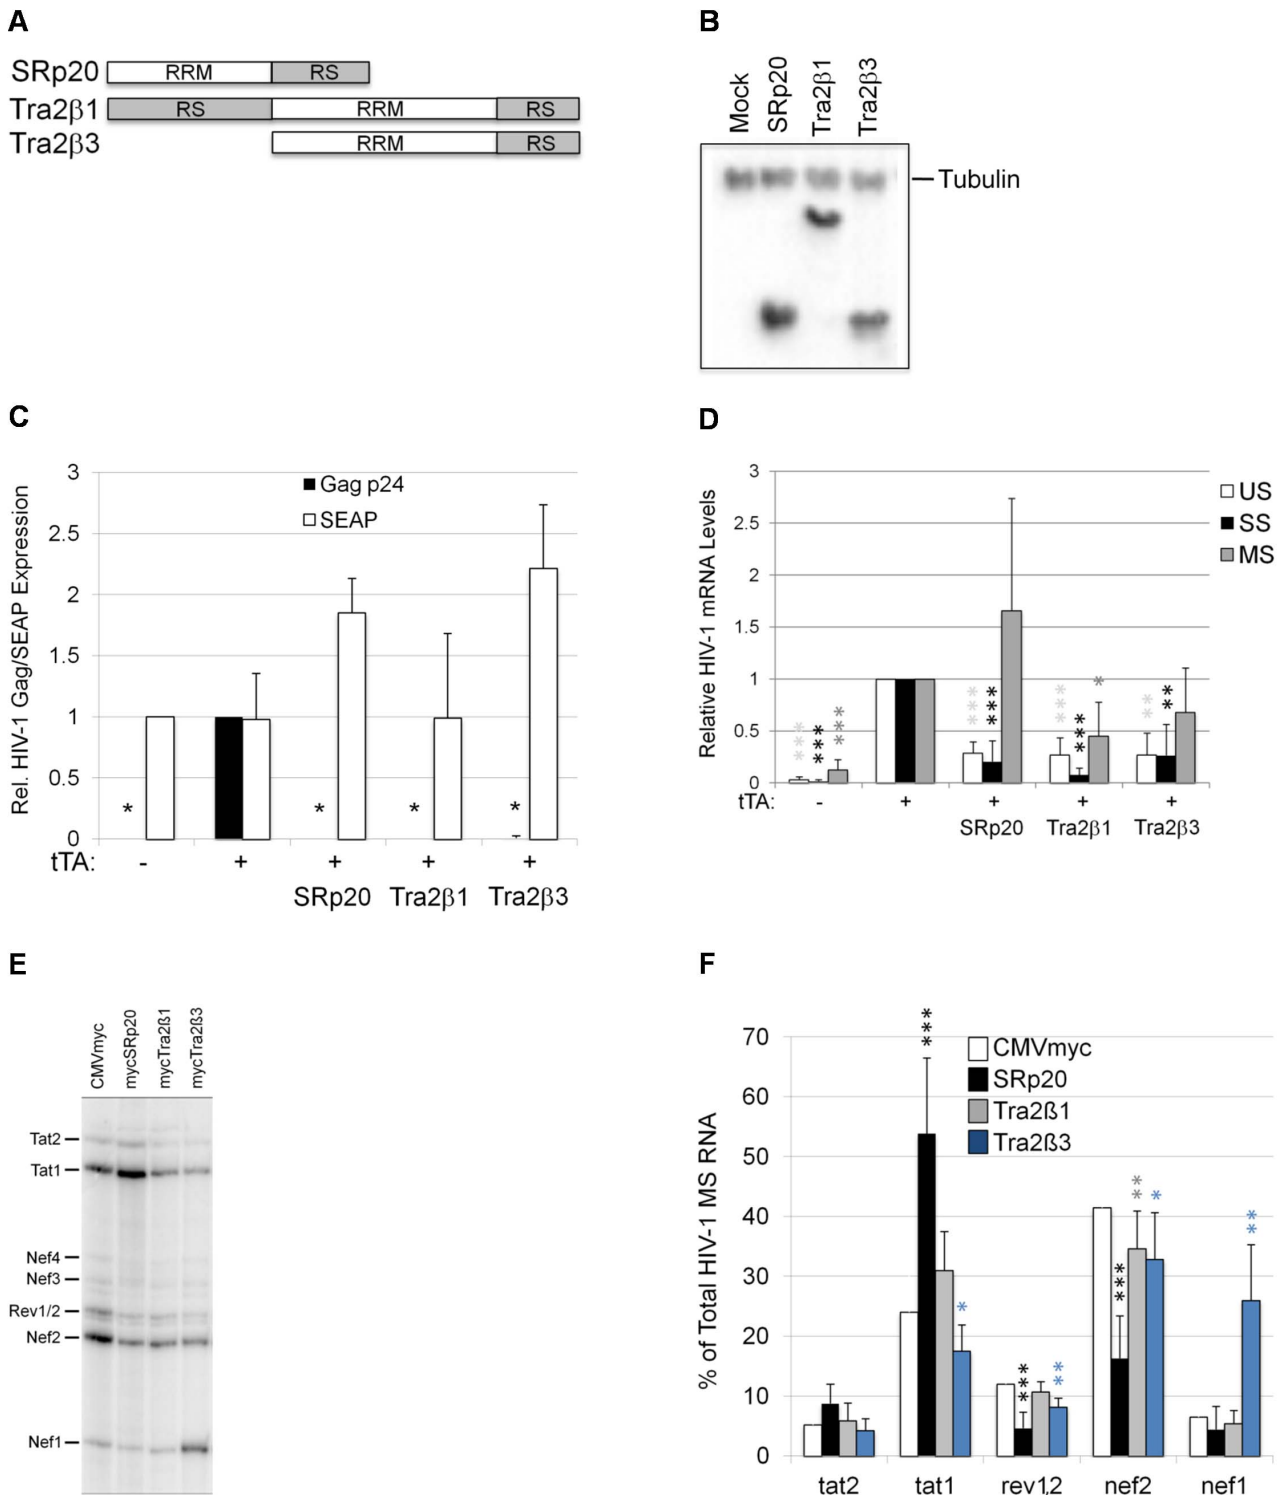 A
SRp20 RRM RS
Tra2β1 RS RRM RS
Tra2β3 RRM RS
B
Mock
SRp20
Tra2β1
Tra2β3
Tubulin
C
Rel. HIV-1 Gag/SEAP Expression
3
2.5
2
1.5
1
0.5
0
Gag p24
SEAP
* * * *
tTA: - + + + +
SRp20 Tra2β1 Tra2β3
D
Relative HIV-1 mRNA Levels
3
2.5
2
1.5
1
0.5
0
US
SS
MS
*** *** *** *** *** *** *** * ** **
tTA: - + + + +
SRp20 Tra2β1 Tra2β3
E
CMVmyc
mycSRp20
mycTra2ß1
mycTra2ß3
Tat2
Tat1
Nef4
Nef3
Rev1/2
Nef2
Nef1
F
% of Total HIV-1 MS RNA
70
60
50
40
30
20
10
0
CMVmyc
SRp20
Tra2ß1
Tra2ß3
*** * *** ** *** ** * **
tat2 tat1 rev1,2 nef2 nef1